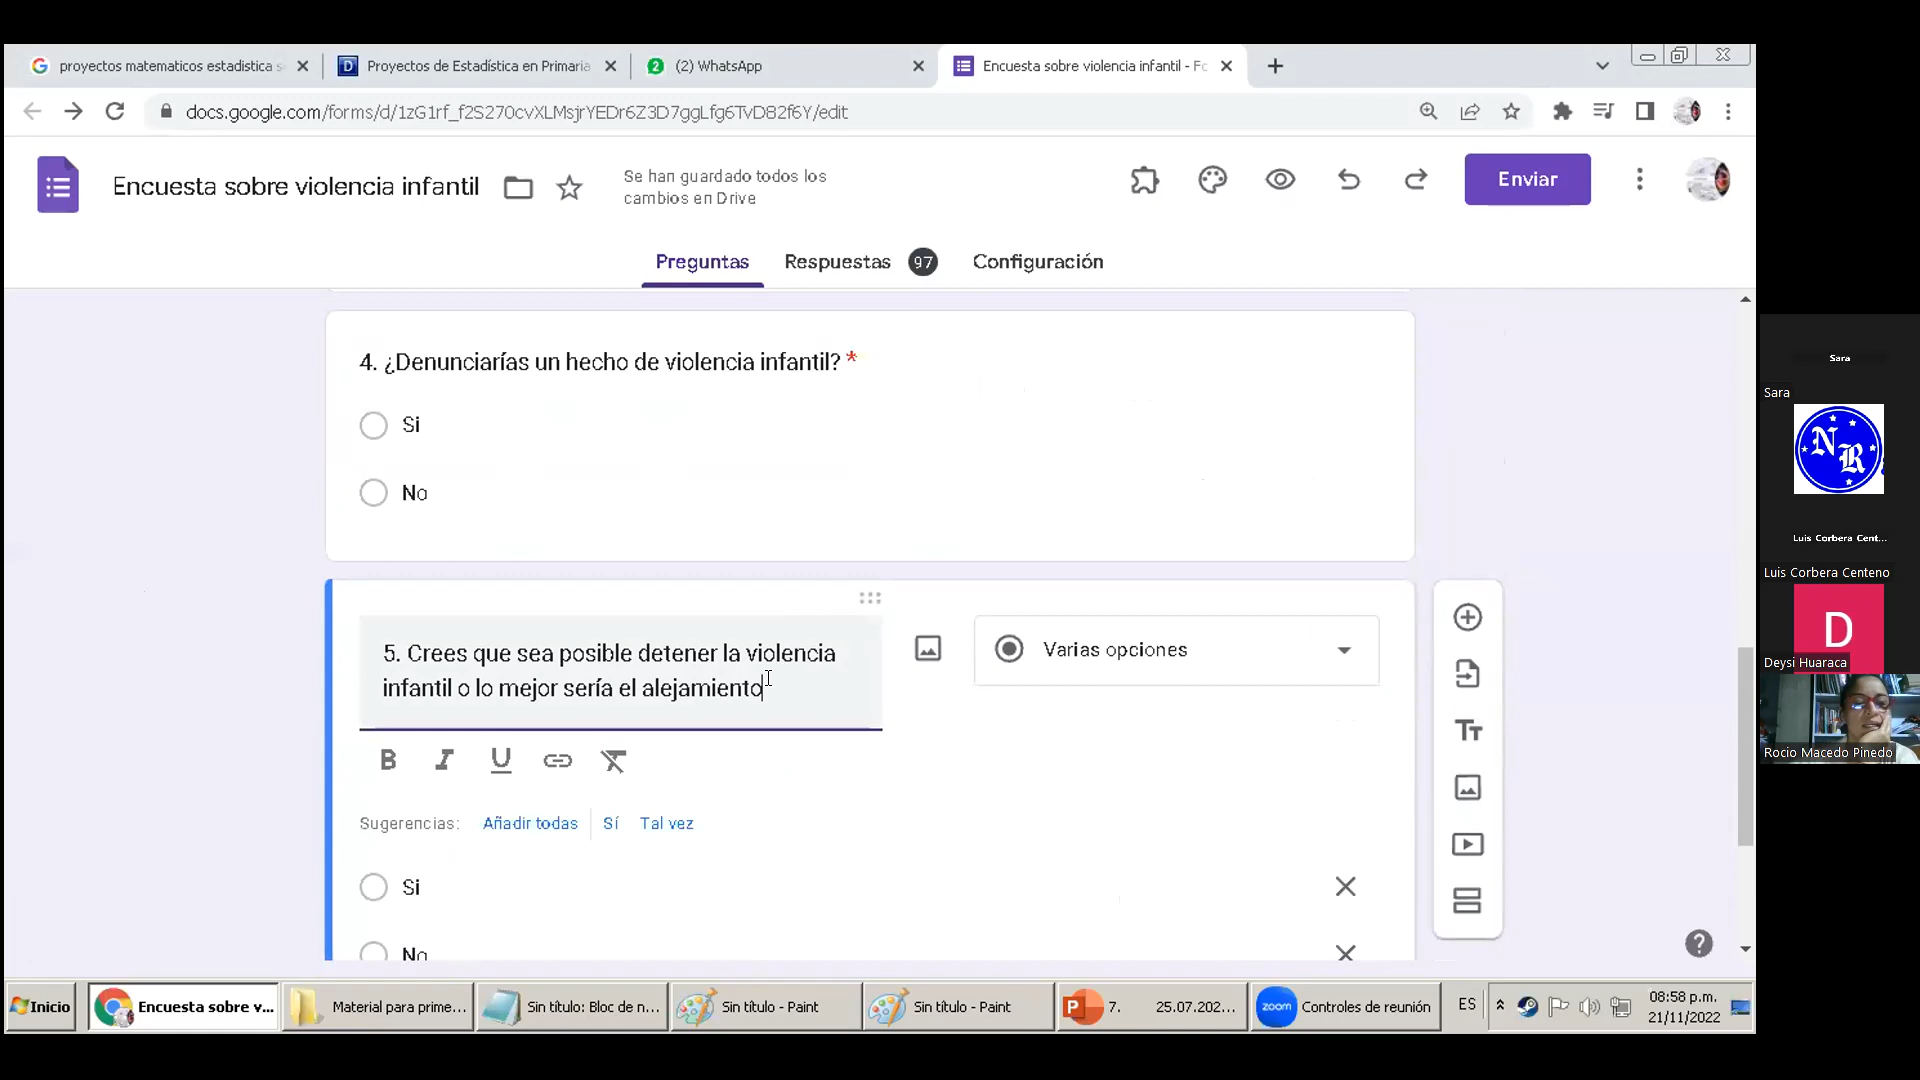 proyectos matematicos estadistica s
Proyectos de Estadística en Primaria
2
(2) WhatsApp
Encuesta sobre violencia infantil - Fo
docs.google.com/forms/d/1zG1rf_f2S270cvXLMsjrYEDr6Z3D7ggLfg6TvD82f6Y/edit
Encuesta sobre violencia infantil
Se han guardado todos los
cambios en Drive
Enviar
Preguntas
Respuestas
97
Configuración
4. ¿Denunciarías un hecho de violencia infantil? *
Si
No
5. Crees que sea posible detener la violencia
infantil o lo mejor sería el alejamiento
Varias opciones
B I U
Sugerencias:
Añadir todas
Sí
Tal vez
Si
No
Sara
Sara
N R
Luis Corbera Cent...
Luis Corbera Centeno
D
Deysi Huaraca
Rocio Macedo Pinedo
Inicio
Encuesta sobre v...
Material para prime...
Sin título: Bloc de n...
Sin título - Paint
Sin título - Paint
7.
25.07.202...
zoom
Controles de reunión
ES
08:58 p.m.
21/11/2022